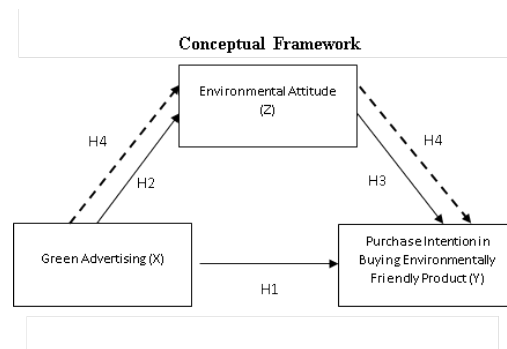 Conceptual Framework
Environmental Attitude
(Z)
H4
H4
H2
H3
Green Advertising (X)
Purchase Intention in
Buying Environmentally
Friendly Product (Y)
H1